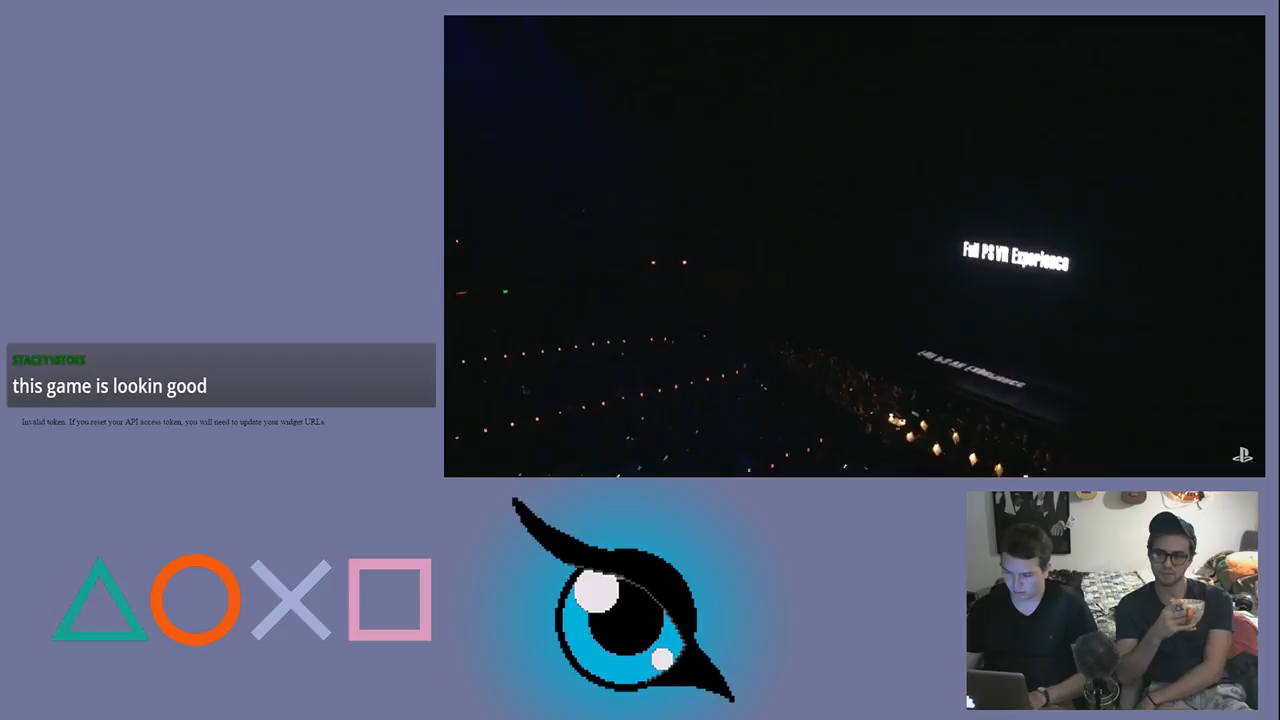 Full PS VR Experience
STACEY18TOES
this game is lookin good
Invalid token. If you reset your API access token, you will need to update your widget URLs.